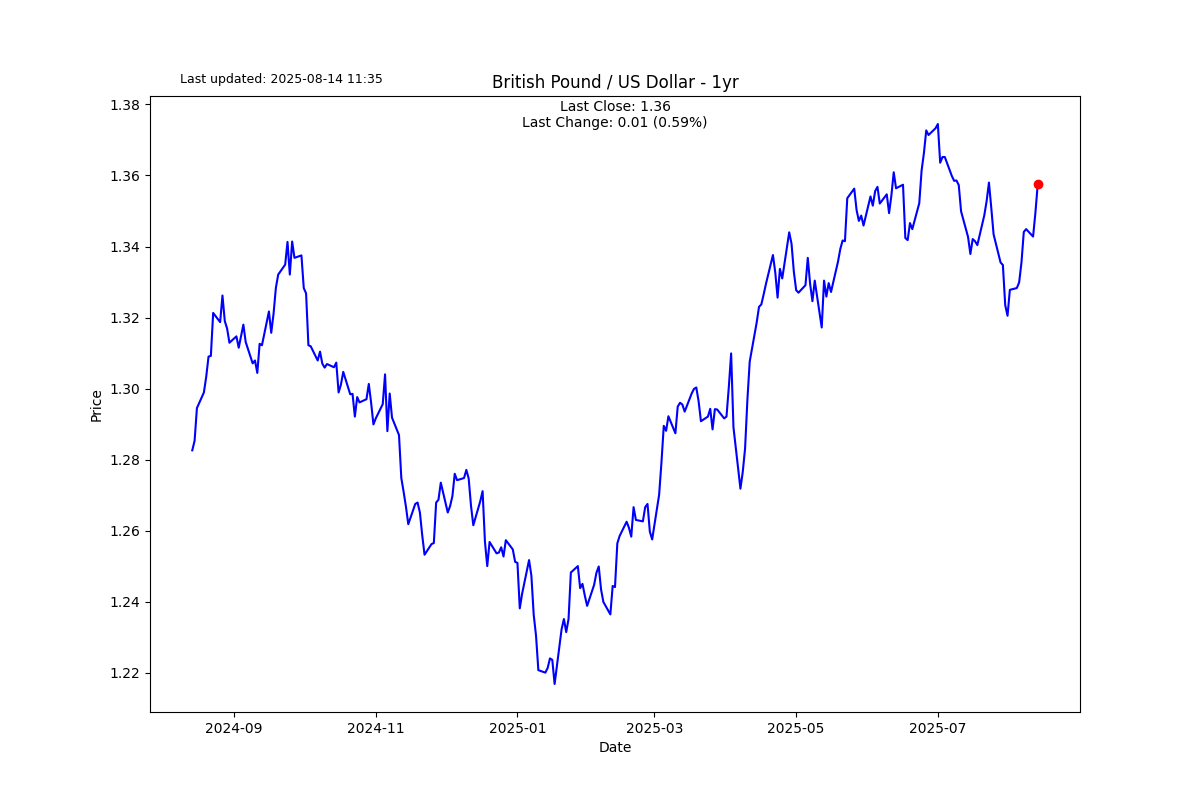 Last updated: 2025-08-14 11:35
British Pound / US Dollar - 1yr
Last Close: 1.36
Last Change: 0.01 (0.59%)
1.38
1.36
1.34
1.32
1.30
1.28
1.26
1.24
1.22
Price
2024-09
2024-11
2025-01
2025-03
2025-05
2025-07
Date